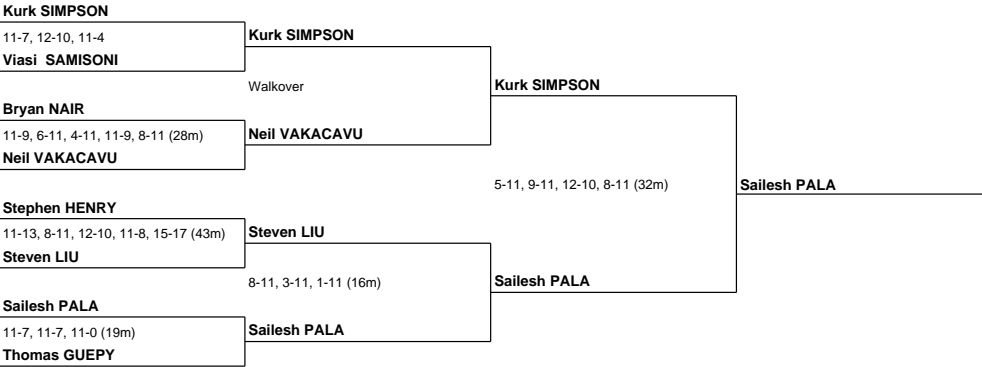 Kurk SIMPSON
11-7, 12-10, 11-4
Viasi  SAMISONI
Bryan NAIR
11-9, 6-11, 4-11, 11-9, 8-11 (28m)
Neil VAKACAVU
Stephen HENRY
11-13, 8-11, 12-10, 11-8, 15-17 (43m)
Steven LIU
Sailesh PALA
11-7, 11-7, 11-0 (19m)
Thomas GUEPY
Kurk SIMPSON
Walkover
Neil VAKACAVU
Steven LIU
8-11, 3-11, 1-11 (16m)
Sailesh PALA
Kurk SIMPSON
5-11, 9-11, 12-10, 8-11 (32m)
Sailesh PALA
Sailesh PALA